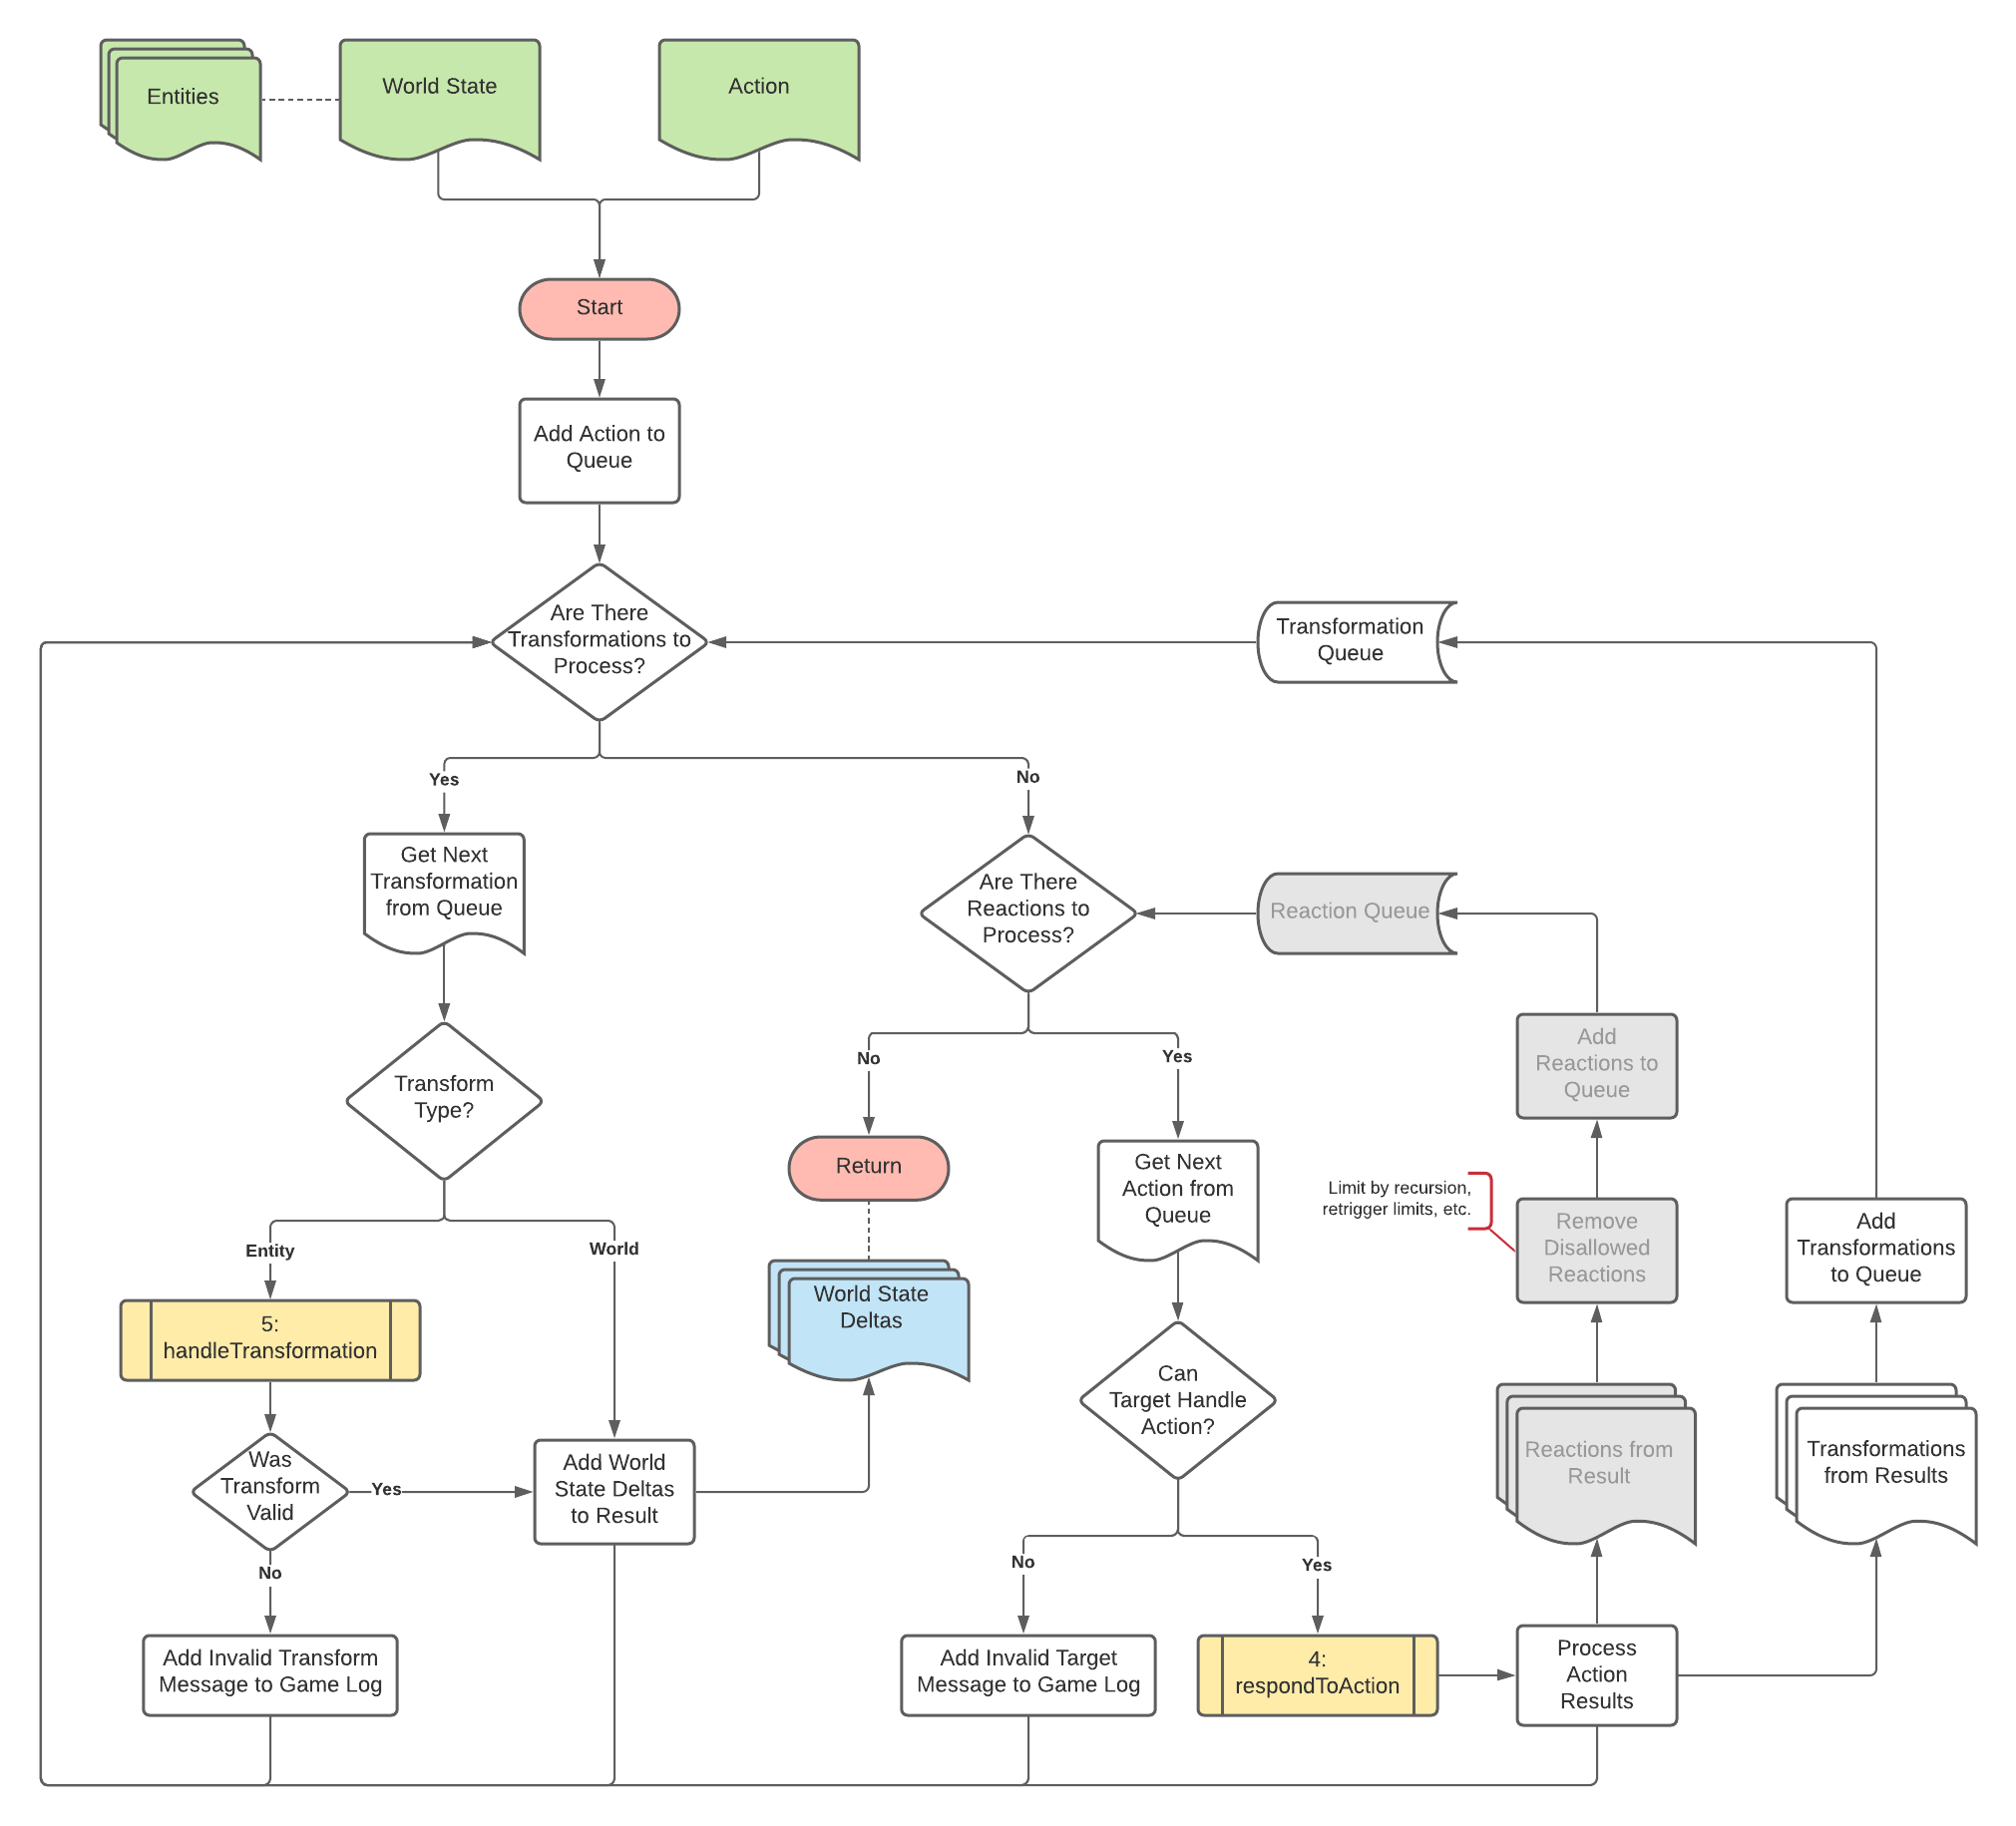 Entities
World State
Action
Start
Add Action to
Queue
Are There
Transformations to
Process?
Transformation
Queue
Yes
No
Get Next
Transformation
from Queue
Are There
Reactions to
Process?
Reaction Queue
Transform
Type?
No
Yes
Add
Reactions to
Queue
Return
Get Next
Action from
Queue
Limit by recursion,
retrigger limits, etc.
Remove
Disallowed
Reactions
Add
Transformations
to Queue
Entity
World
5:
handleTransformation
World State
Deltas
Can
Target Handle
Action?
Was
Transform
Valid
Yes
Add World
State Deltas
to Result
Reactions from
Result
Transformations
from Results
No
No
Yes
Add Invalid Transform
Message to Game Log
Add Invalid Target
Message to Game Log
4:
respondToAction
Process
Action
Results